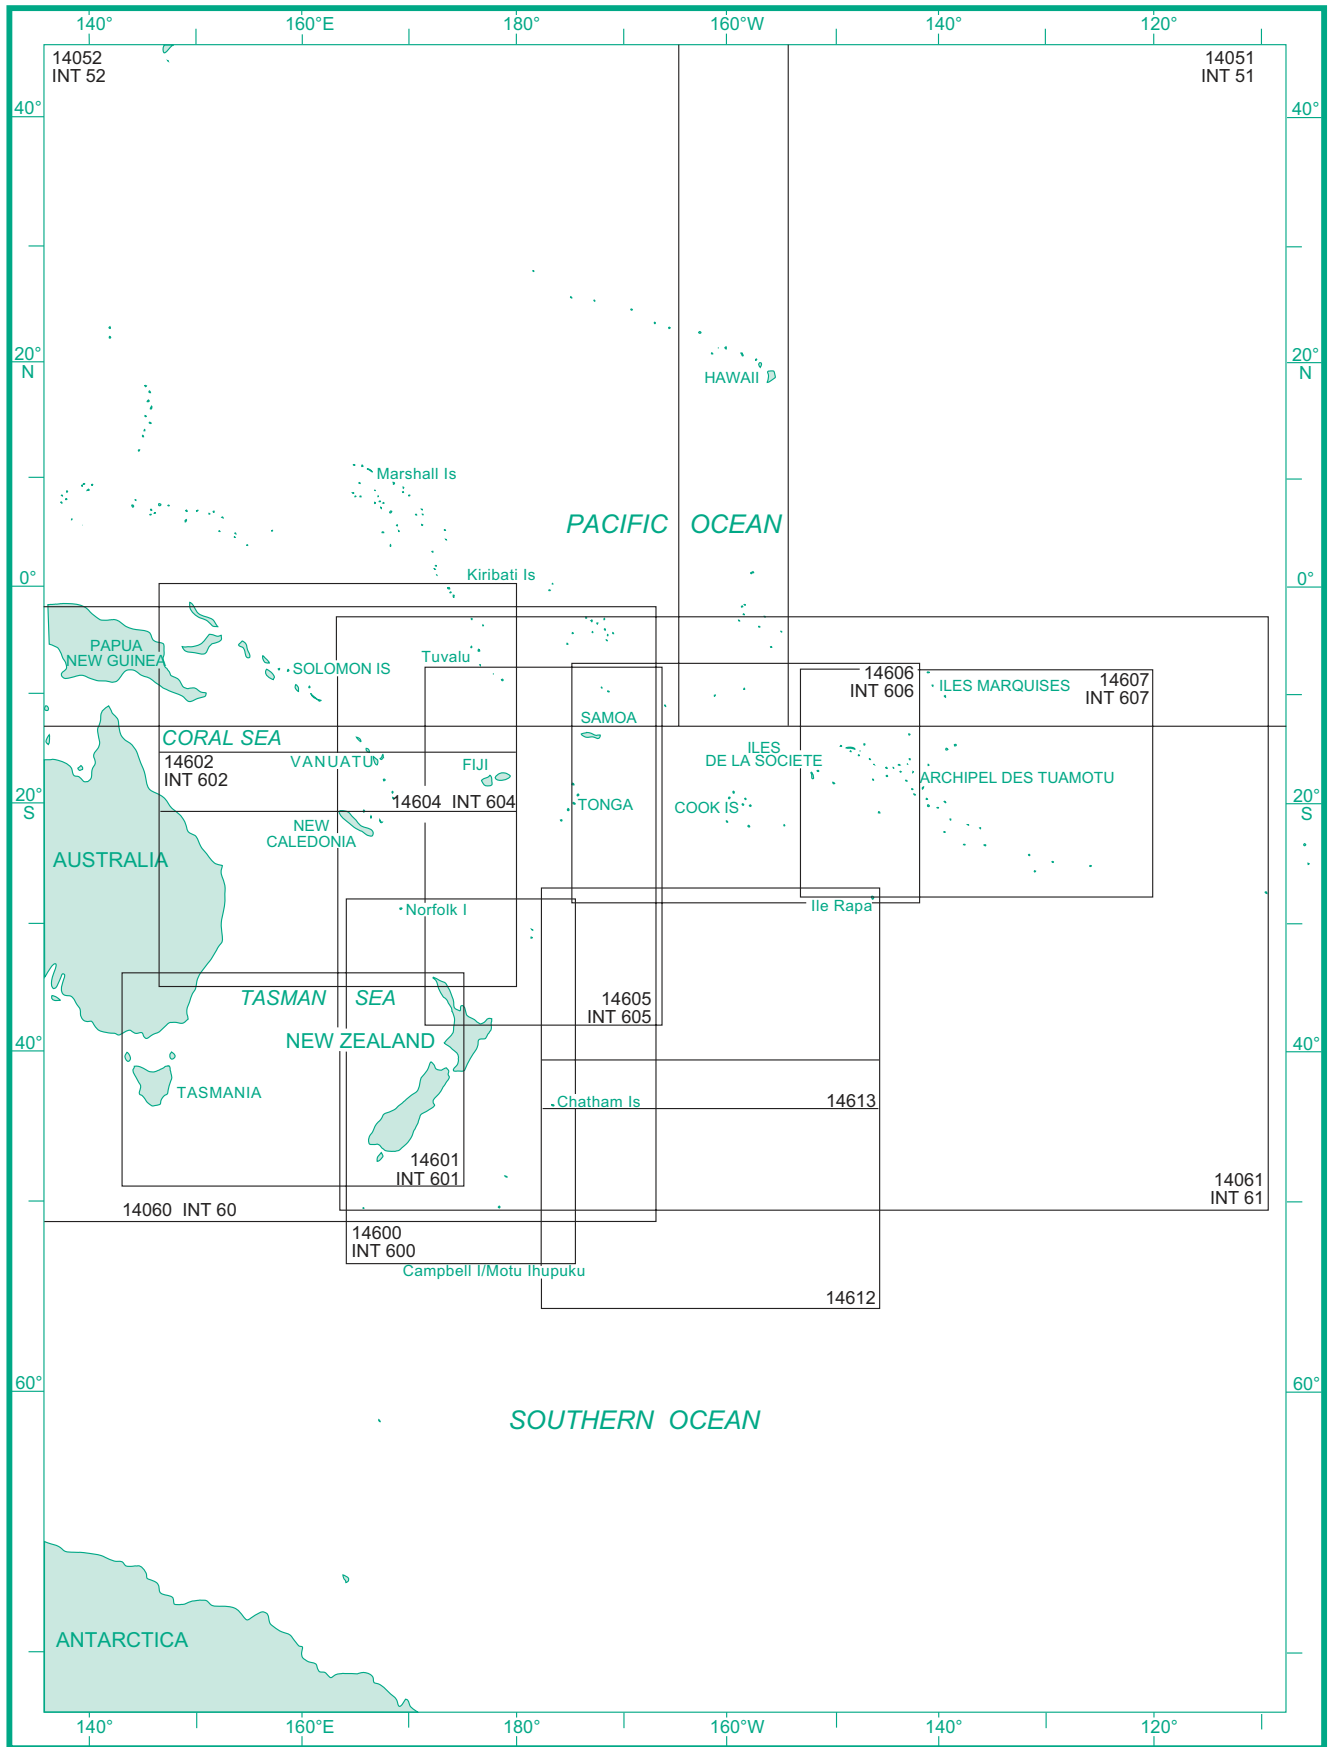 140°
160°E
180°
160°W
140°
120°
14052
INT 52
14051
INT 51
40°
40°
20°
N
20°
N
HAWAII
Marshall Is
PACIFIC OCEAN
Kiribati Is
0°
0°
PAPUA
NEW GUINEA
SOLOMON IS
Tuvalu
14606
INT 606
ILES MARQUISES
14607
INT 607
SAMOA
CORAL SEA
14602
INT 602
VANUATU
FIJI
ILES
DE LA SOCIETE
ARCHIPEL DES TUAMOTU
20°
S
14604 INT 604
TONGA
COOK IS
20°
S
NEW
CALEDONIA
AUSTRALIA
Norfolk I
Ile Rapa
TASMAN SEA
14605
INT 605
NEW ZEALAND
40°
40°
TASMANIA
Chatham Is
14613
14601
INT 601
14061
INT 61
14060 INT 60
14600
INT 600
Campbell I/Motu Ihupuku
14612
60°
60°
SOUTHERN OCEAN
ANTARCTICA
140°
160°E
180°
160°W
140°
120°